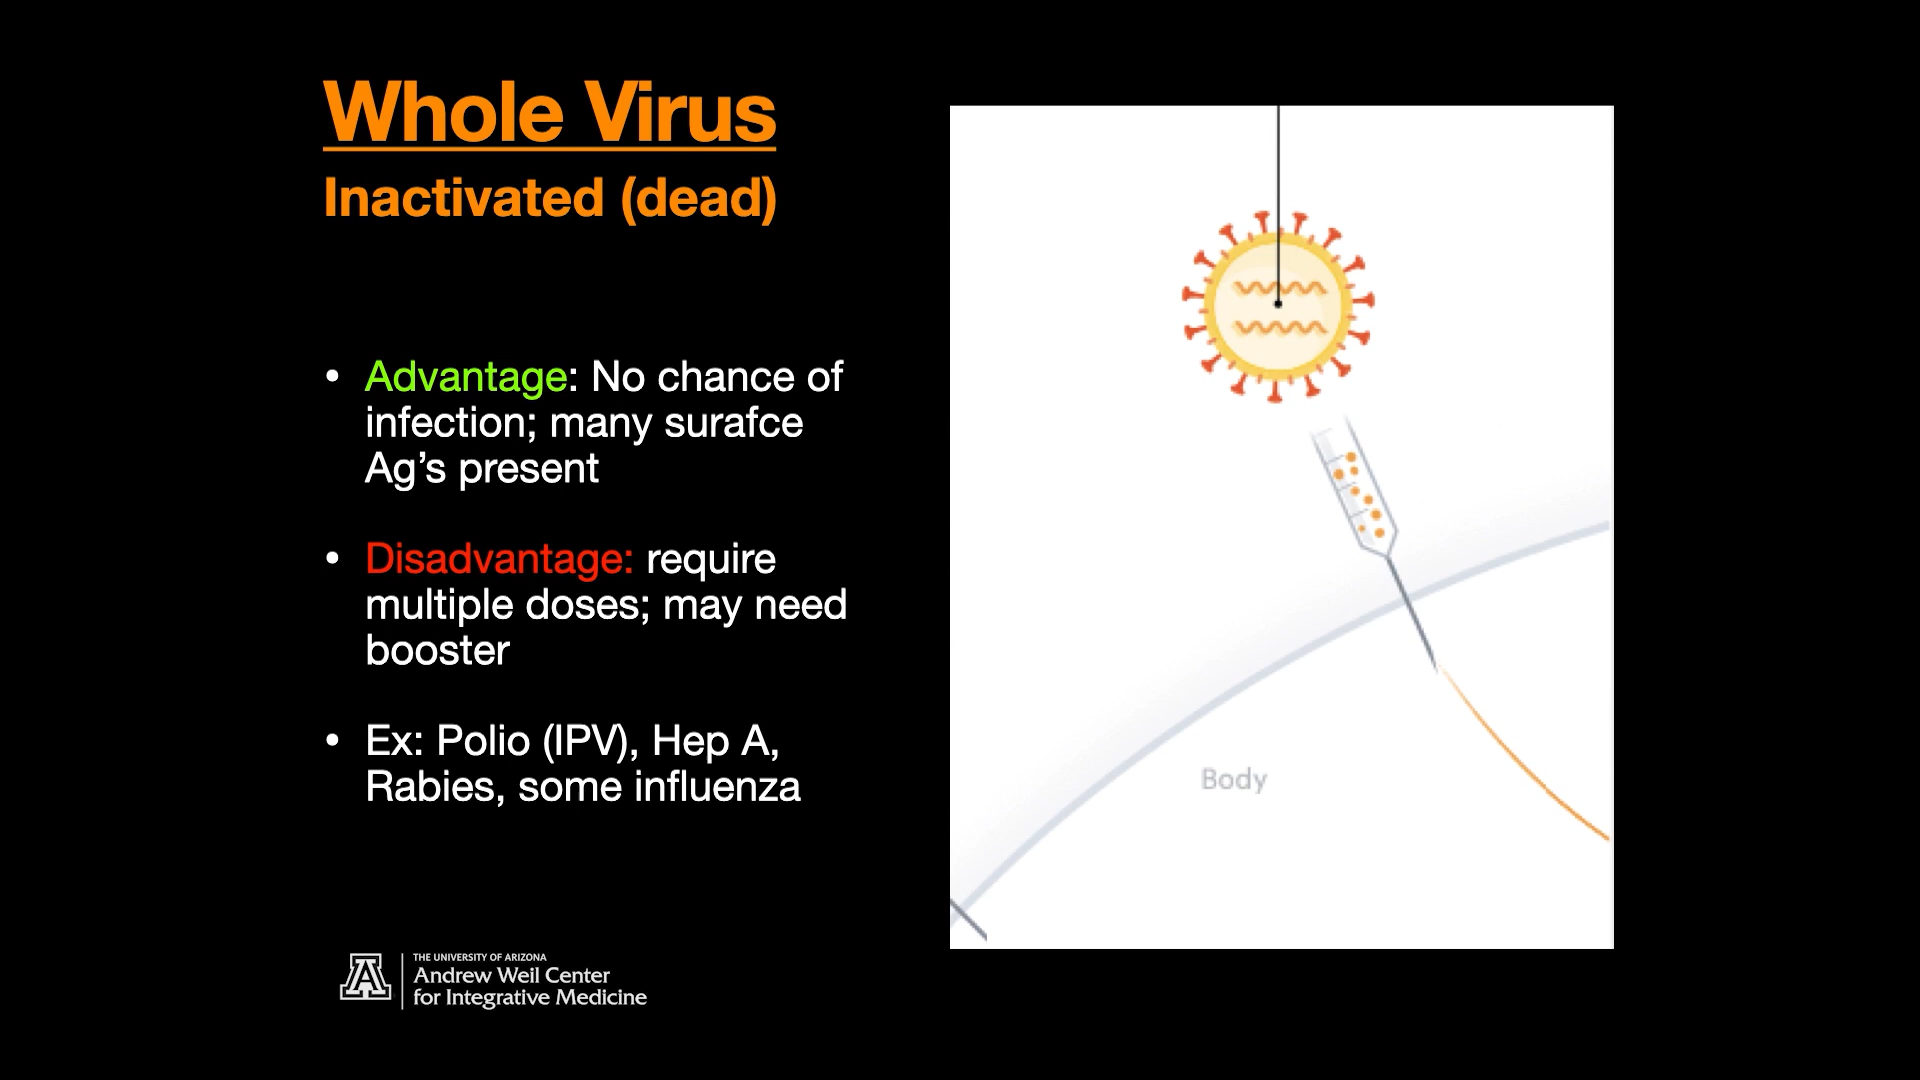 Whole Virus
Inactivated (dead)
• Advantage: No chance of
infection; many surafce
Ag’s present
• Disadvantage: require
multiple doses; may need
booster
• Ex: Polio (IPV), Hep A,
Rabies, some influenza
Body
THE UNIVERSITY OF ARIZONA
Andrew Weil Center
for Integrative Medicine